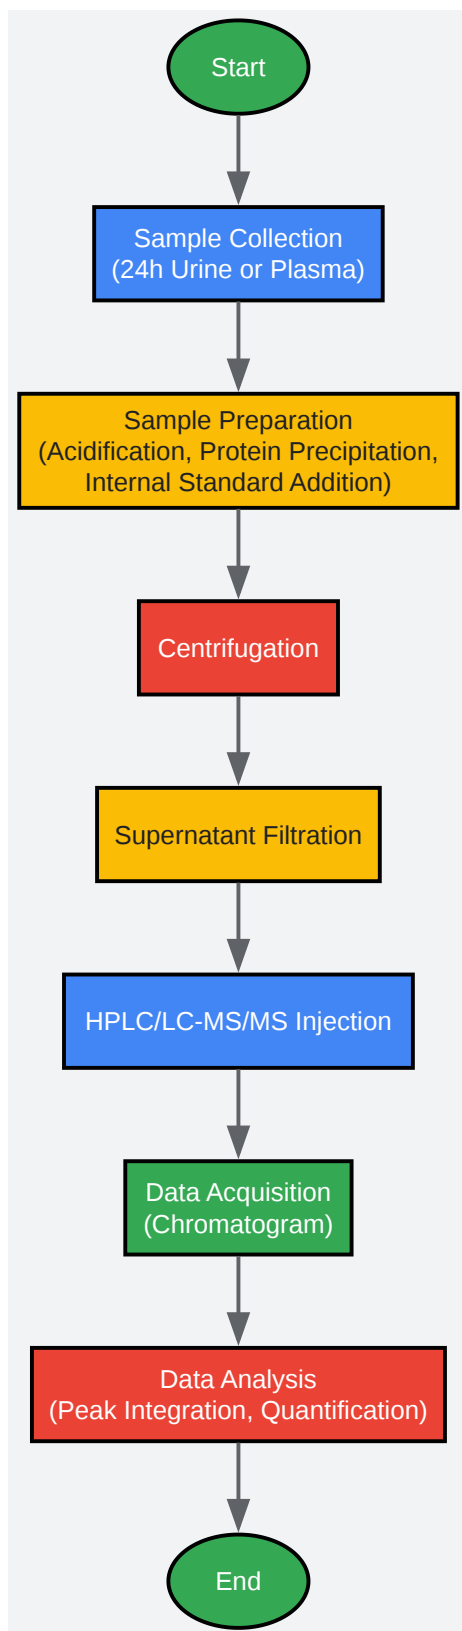 Start
Sample Collection
(24h Urine or Plasma)
Sample Preparation
(Acidification, Protein Precipitation,
Internal Standard Addition)
Centrifugation
Supernatant Filtration
HPLC/LC-MS/MS Injection
Data Acquisition
(Chromatogram)
Data Analysis
(Peak Integration, Quantification)
End